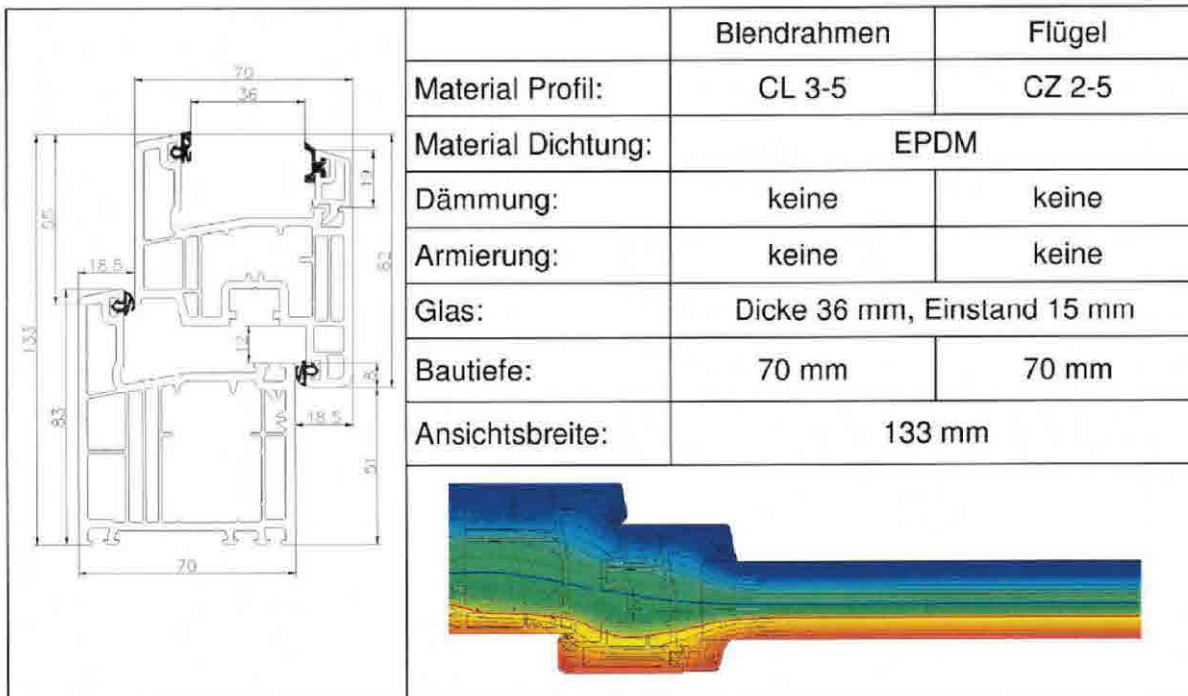 70
36
19
55
18.5
82
133
12
8
83
18.5
51
70
Blendrahmen Flügel
Material Profil: CL 3-5 CZ 2-5
Material Dichtung: EPDM
Dämmung: keine keine
Armierung: keine keine
Glas: Dicke 36 mm, Einstand 15 mm
Bautiefe: 70 mm 70 mm
Ansichtsbreite: 133 mm